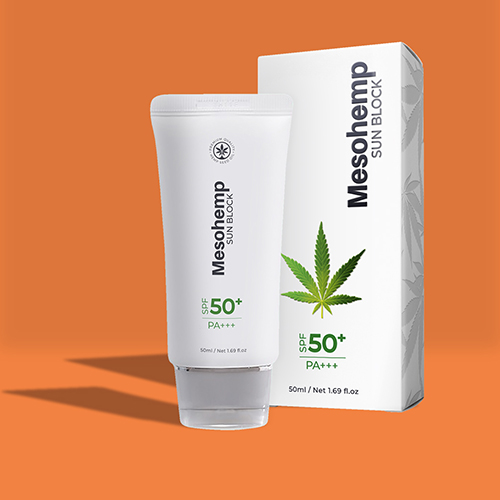 Mesohemp
SUN BLOCK
SPF 50+
PA+++
50ml / Net 1.69 fl.oz
Mesohemp
SUN BLOCK
SPF 50+
PA+++
50ml / Net 1.69 fl.oz